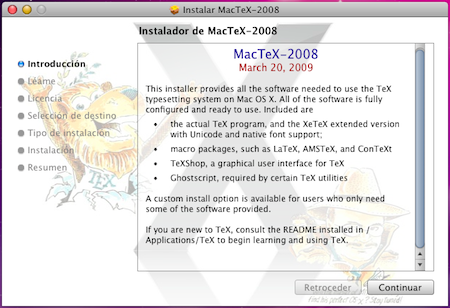 Instalar MacTeX-2008
Instalador de MacTeX-2008
Introducción
Léame
Licencia
Selección de destino
Tipo de instalación
Instalación
Resumen
MacTeX-2008
March 20, 2009
This installer provides all the software needed to use the TeX
typesetting system on Mac OS X. All of the software is fully
configured and ready to use. Included are
• the actual TeX program, and the XeTeX extended version
with Unicode and native font support;
• macro packages, such as LaTeX, AMSTeX, and ConTeXt
• TeXShop, a graphical user interface for TeX
• Ghostscript, required by certain TeX utilities
A custom install option is available for users who only need
some of the software provided.
If you are new to TeX, consult the README installed in /
Applications/TeX to begin learning and using TeX.
Retroceder
Continuar